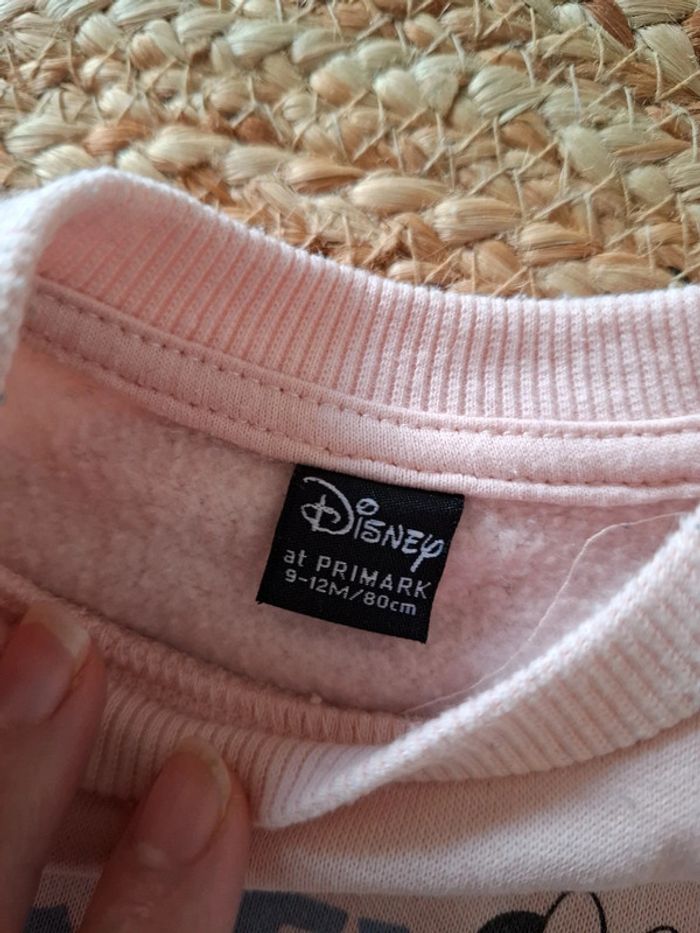 Disney
at PRIMARK
9-12M/80cm